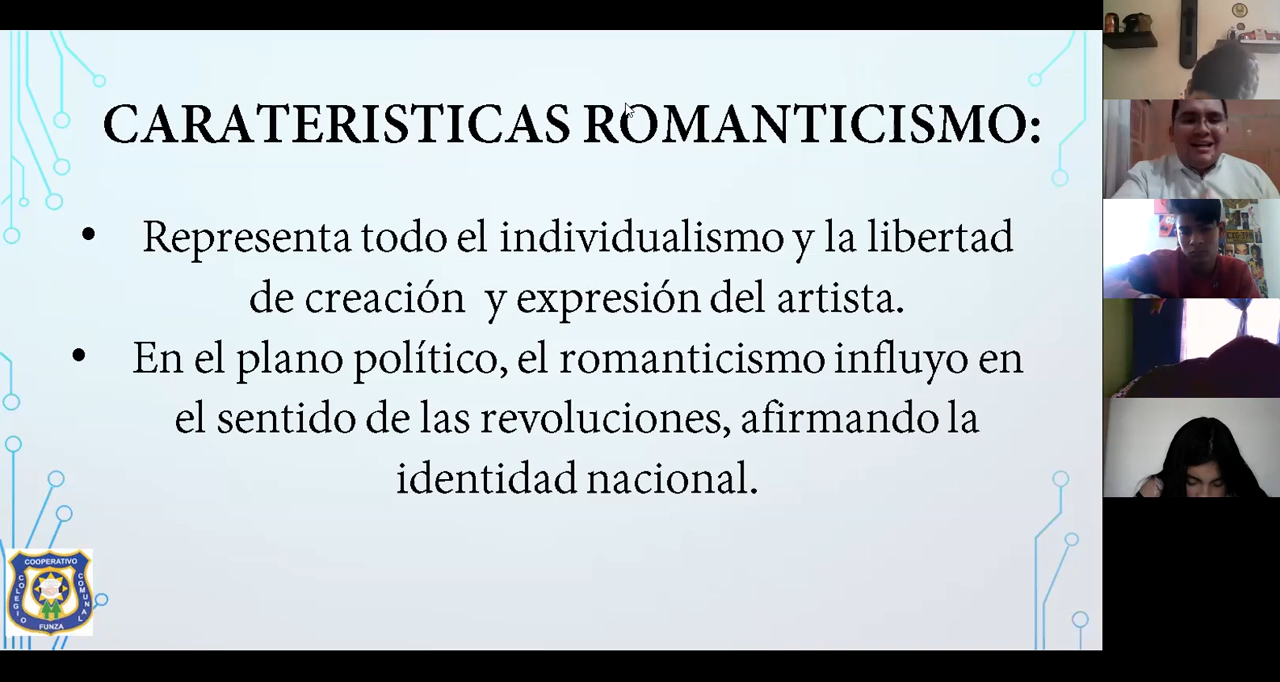 CARATERISTICAS ROMANTICISMO:
• Representa todo el individualismo y la libertad
de creación y expresión del artista.
• En el plano político, el romanticismo influyo en
el sentido de las revoluciones, afirmando la
identidad nacional.
COOPERATIVO
COLEGIO
COMUNAL
FUNZA